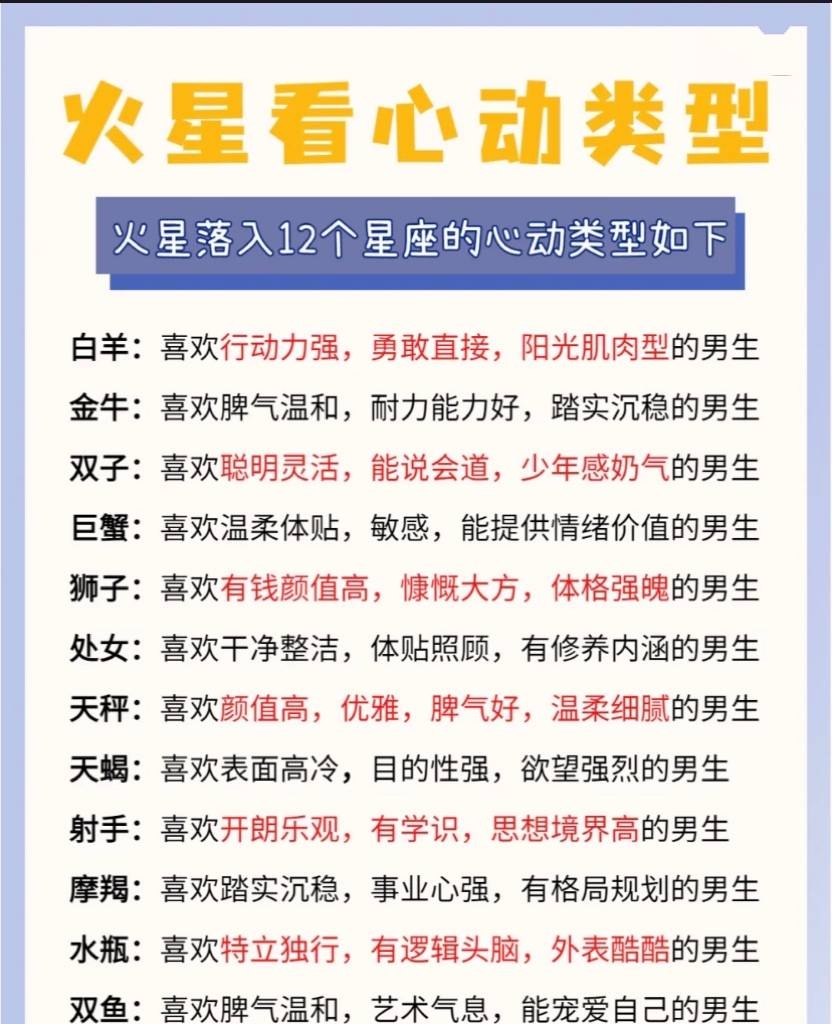 火星看心动类型
火星落入12个星座的心动类型如下
白羊：喜欢行动力强，勇敢直接，阳光肌肉型的男生
金牛：喜欢脾气温和，耐力能力好，踏实沉稳的男生
双子：喜欢聪明灵活，能说会道，少年感奶气的男生
巨蟹：喜欢温柔体贴，敏感，能提供情绪价值的男生
狮子：喜欢有钱颜值高，慷慨大方，体格强魄的男生
处女：喜欢干净整洁，体贴照顾，有修养内涵的男生
天秤：喜欢颜值高，优雅，脾气好，温柔细腻的男生
天蝎：喜欢表面高冷，目的性强，欲望强烈的男生
射手：喜欢开朗乐观，有学识，思想境界高的男生
摩羯：喜欢踏实沉稳，事业心强，有格局规划的男生
水瓶：喜欢特立独行，有逻辑头脑，外表酷酷的男生
双鱼：喜欢脾气温和，艺术气息，能宠爱自己的男生